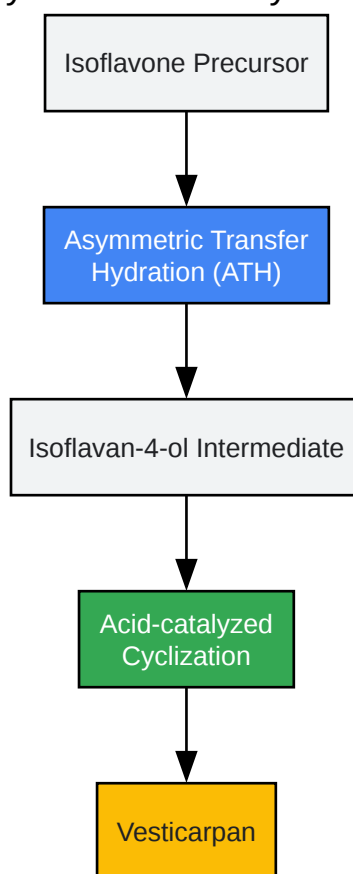 Isoflavone Precursor
Asymmetric Transfer
Hydration (ATH)
Isoflavan-4-ol Intermediate
Acid-catalyzed
Cyclization
Vesticarpan